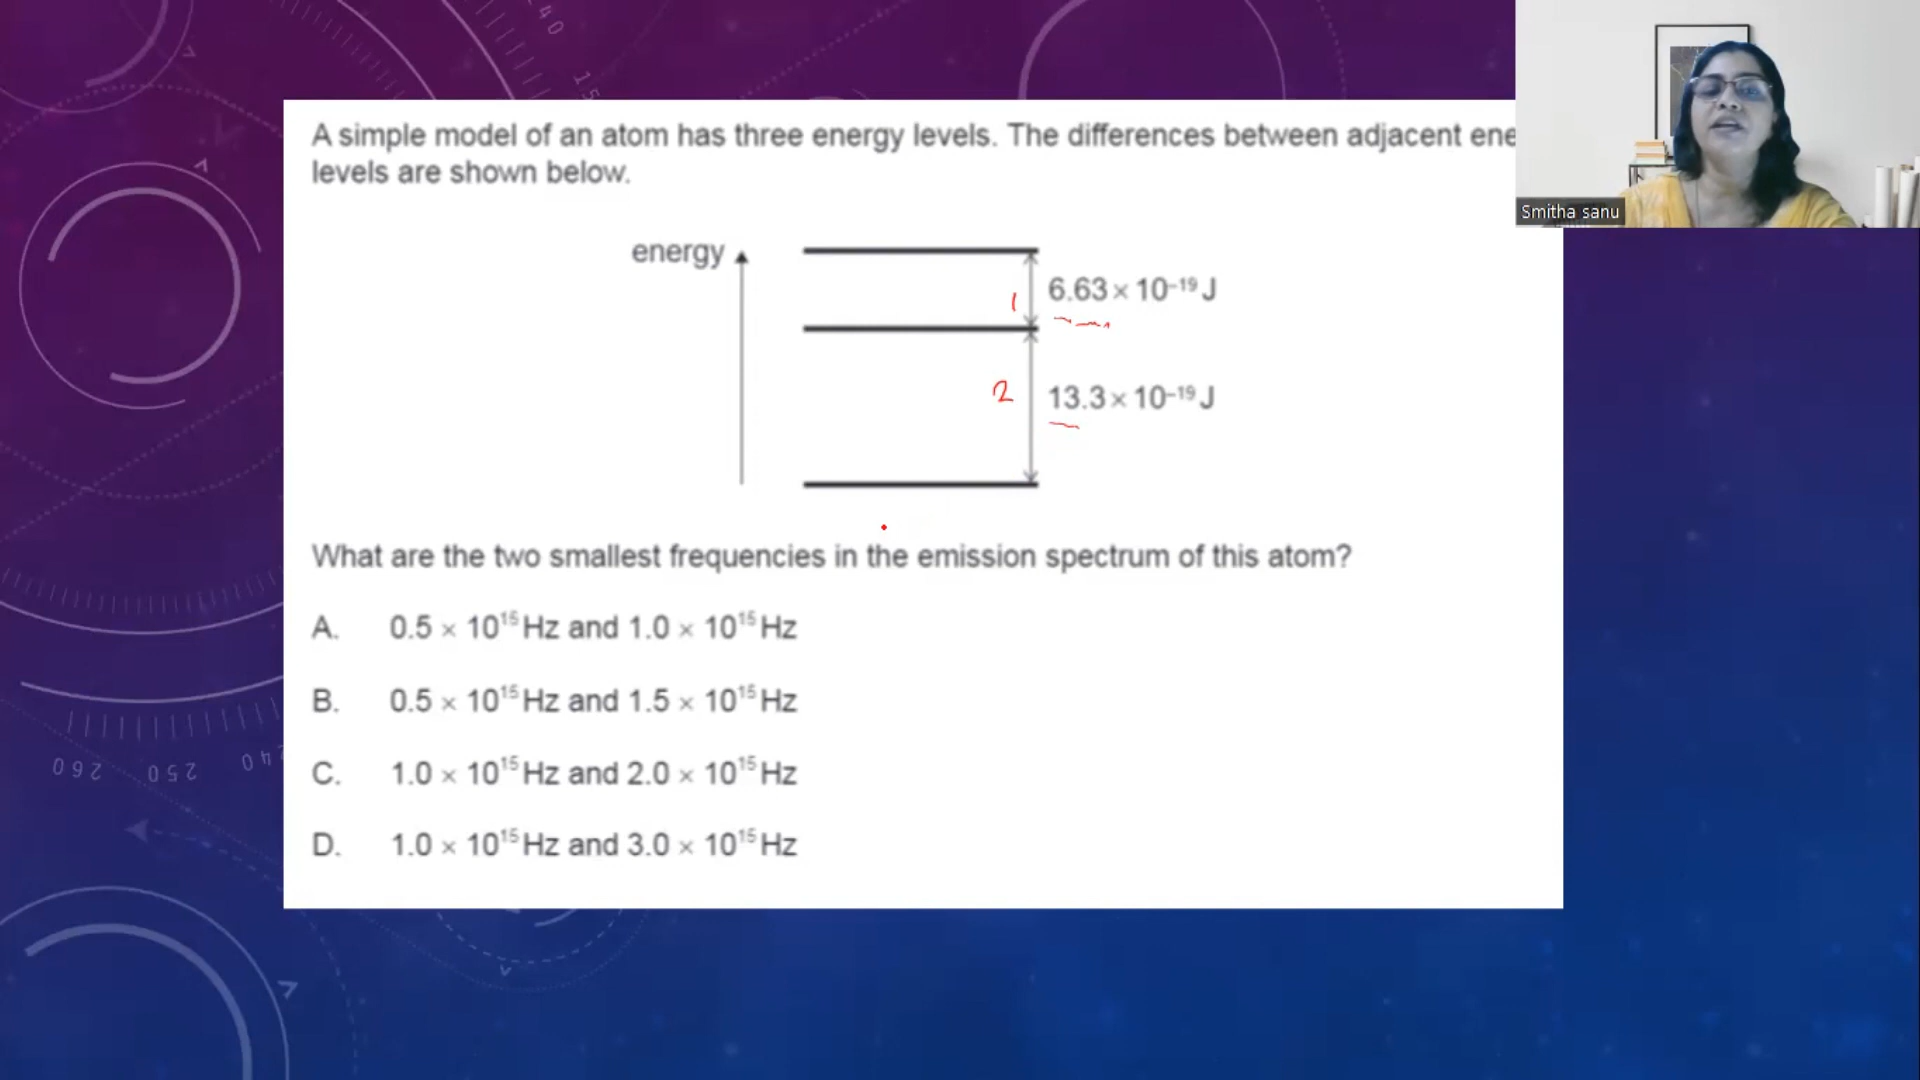 A simple model of an atom has three energy levels. The differences between adjacent ene
levels are shown below.
energy
1
6.63 × 10⁻¹⁹ J
2
13.3 × 10⁻¹⁹ J
What are the two smallest frequencies in the emission spectrum of this atom?
A. 0.5 × 10¹⁵ Hz and 1.0 × 10¹⁵ Hz
B. 0.5 × 10¹⁵ Hz and 1.5 × 10¹⁵ Hz
C. 1.0 × 10¹⁵ Hz and 2.0 × 10¹⁵ Hz
D. 1.0 × 10¹⁵ Hz and 3.0 × 10¹⁵ Hz
Smitha sanu